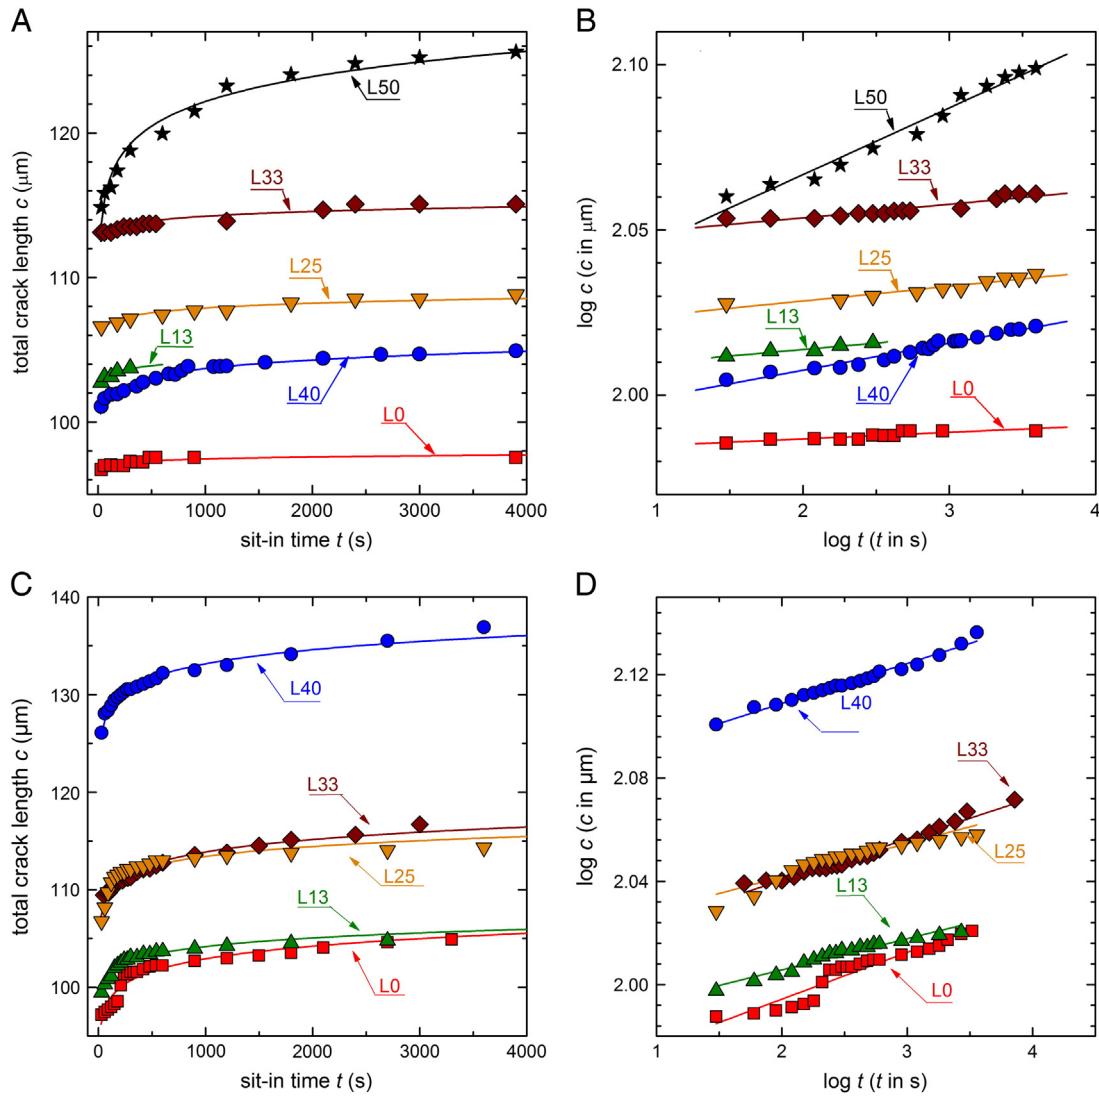 A
total crack length c (μm)
120
110
100
L50
L33
L25
L13
L40
L0
0
1000
2000
3000
4000
sit-in time t (s)
B
log c (c in μm)
2.10
2.05
2.00
L50
L33
L25
L13
L40
L0
1
2
3
4
log t (t in s)
C
total crack length c (μm)
140
130
120
110
100
L40
L33
L25
L13
L0
0
1000
2000
3000
4000
sit-in time t (s)
D
log c (c in μm)
2.12
2.08
2.04
2.00
L40
L33
L25
L13
L0
1
2
3
4
log t (t in s)